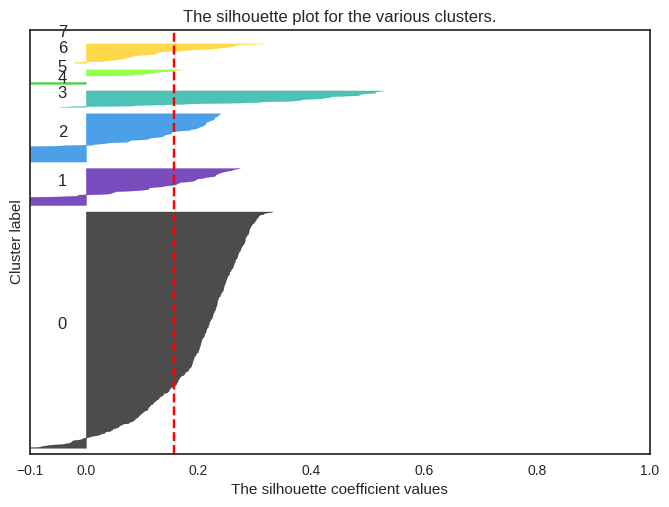 The silhouette plot for the various clusters.
7
6
5
4
3
2
1
0
Cluster label
−0.1 0.0 0.2 0.4 0.6 0.8 1.0
The silhouette coefficient values